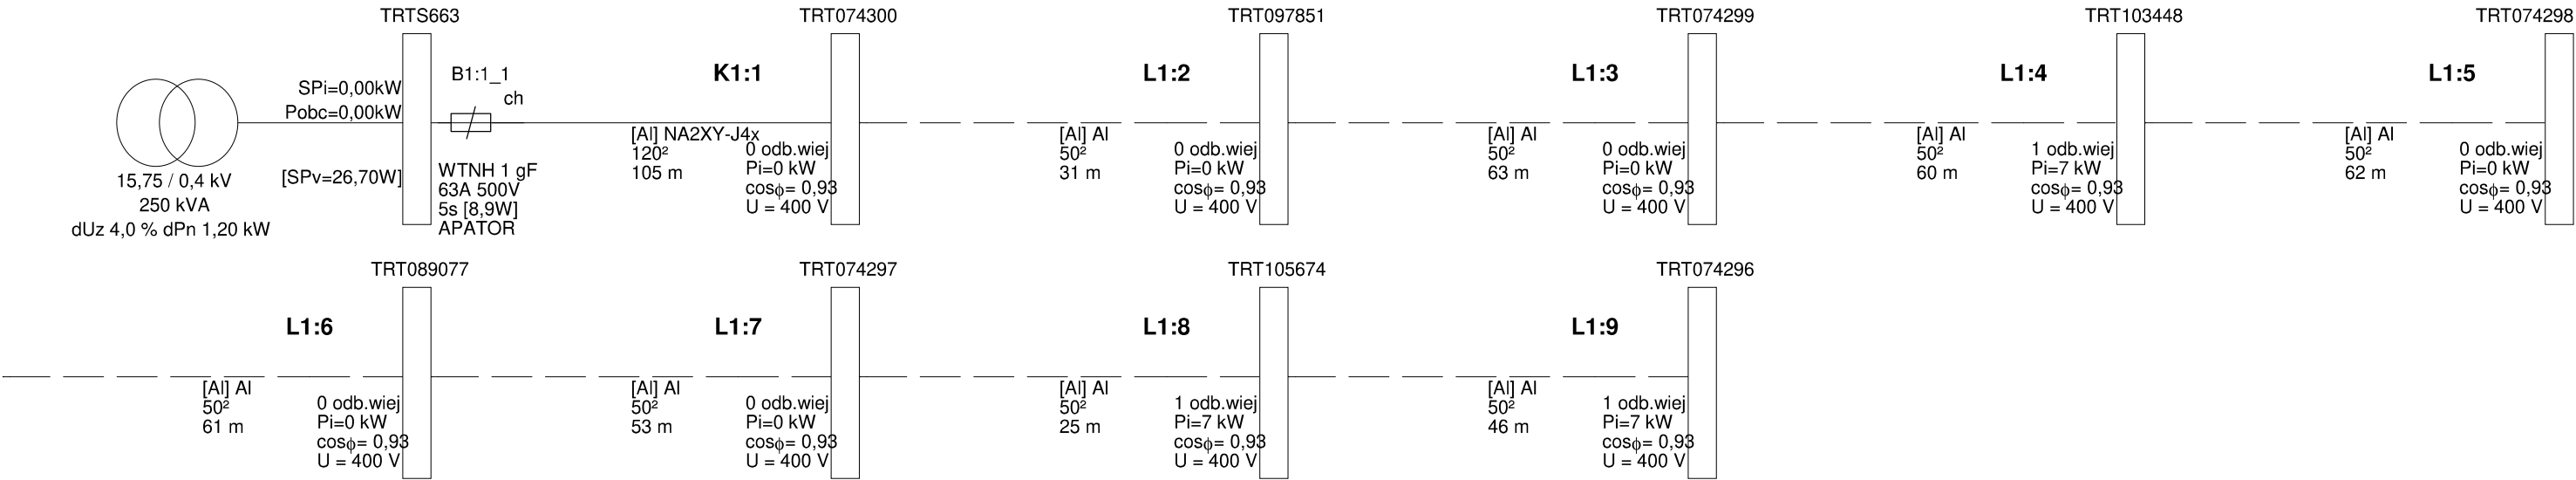 TRTS663
TRT074300
TRT097851
TRT074299
TRT103448
TRT074298
SPi=0,00kW
Pobc=0,00kW
[SPv=26,70W]
15,75 / 0,4 kV
250 kVA
dUz 4,0 % dPn 1,20 kW
B1:1_1
ch
WTNH 1 gF
63A 500V
5s [8,9W]
APATOR
K1:1
[Al] NA2XY-J4x
120²
105 m
0 odb.wiej
Pi=0 kW
cosϕ= 0,93
U = 400 V
L1:2
[Al] Al
50²
31 m
0 odb.wiej
Pi=0 kW
cosϕ= 0,93
U = 400 V
L1:3
[Al] Al
50²
63 m
0 odb.wiej
Pi=0 kW
cosϕ= 0,93
U = 400 V
L1:4
[Al] Al
50²
60 m
1 odb.wiej
Pi=7 kW
cosϕ= 0,93
U = 400 V
L1:5
[Al] Al
50²
62 m
0 odb.wiej
Pi=0 kW
cosϕ= 0,93
U = 400 V
TRT089077
TRT074297
TRT105674
TRT074296
L1:6
[Al] Al
50²
61 m
0 odb.wiej
Pi=0 kW
cosϕ= 0,93
U = 400 V
L1:7
[Al] Al
50²
53 m
0 odb.wiej
Pi=0 kW
cosϕ= 0,93
U = 400 V
L1:8
[Al] Al
50²
25 m
1 odb.wiej
Pi=7 kW
cosϕ= 0,93
U = 400 V
L1:9
[Al] Al
50²
46 m
1 odb.wiej
Pi=7 kW
cosϕ= 0,93
U = 400 V